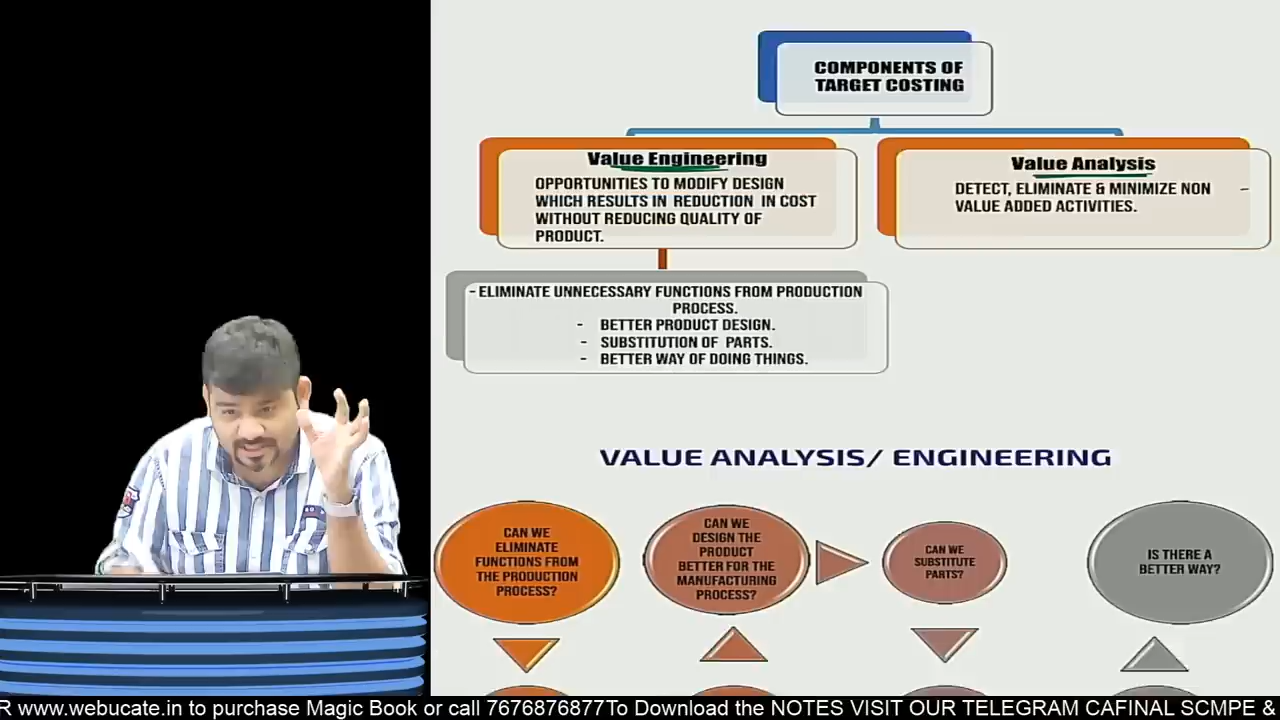 COMPONENTS OF
TARGET COSTING
Value Engineering
OPPORTUNITIES TO MODIFY DESIGN
WHICH RESULTS IN REDUCTION IN COST
WITHOUT REDUCING QUALITY OF
PRODUCT.
Value Analysis
DETECT, ELIMINATE & MINIMIZE NON
VALUE ADDED ACTIVITIES.
- ELIMINATE UNNECESSARY FUNCTIONS FROM PRODUCTION
PROCESS.
- BETTER PRODUCT DESIGN.
- SUBSTITUTION OF PARTS.
- BETTER WAY OF DOING THINGS.
VALUE ANALYSIS/ ENGINEERING
CAN WE
ELIMINATE
FUNCTIONS FROM
THE PRODUCTION
PROCESS?
CAN WE
DESIGN THE
PRODUCT
BETTER FOR THE
MANUFACTURING
PROCESS?
CAN WE
SUBSTITUTE
PARTS?
IS THERE A
BETTER WAY?
R www.webucate.in to purchase Magic Book or call 7676876877To Download the NOTES VISIT OUR TELEGRAM CAFINAL SCMPE &